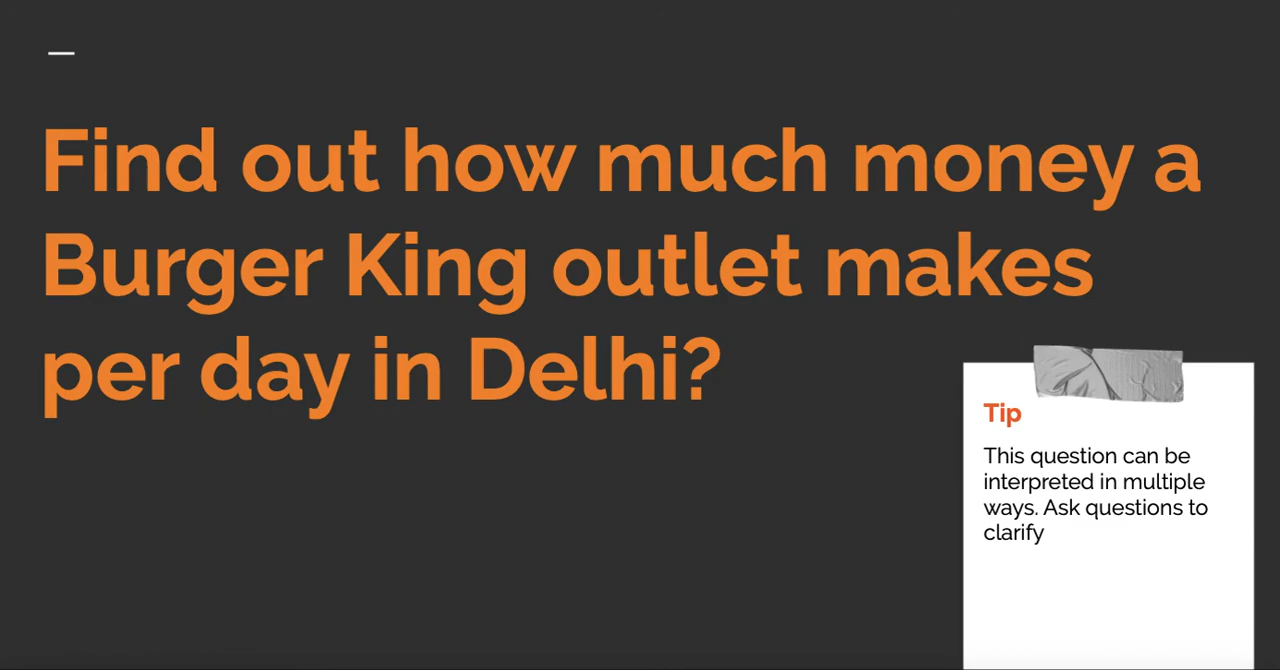 Find out how much money a
Burger King outlet makes
per day in Delhi?
Tip
This question can be
interpreted in multiple
ways. Ask questions to
clarify